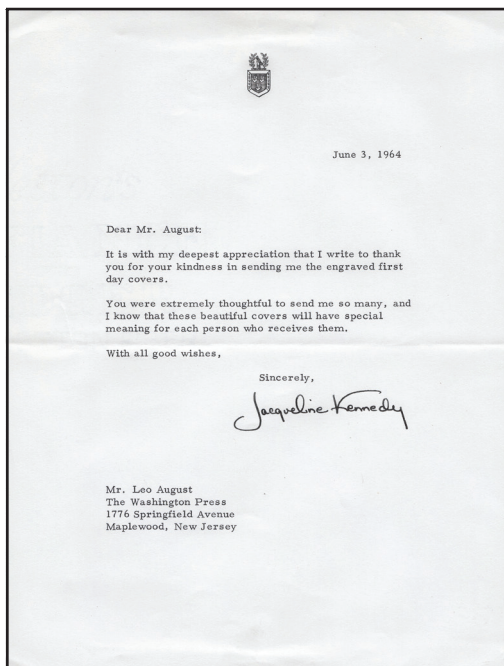 June 3, 1964
Dear Mr. August:
It is with my deepest appreciation that I write to thank
you for your kindness in sending me the engraved first
day covers.
You were extremely thoughtful to send me so many, and
I know that these beautiful covers will have special
meaning for each person who receives them.
With all good wishes,
Sincerely,
Jacqueline Kennedy
Mr. Leo August
The Washington Press
1776 Springfield Avenue
Maplewood, New Jersey